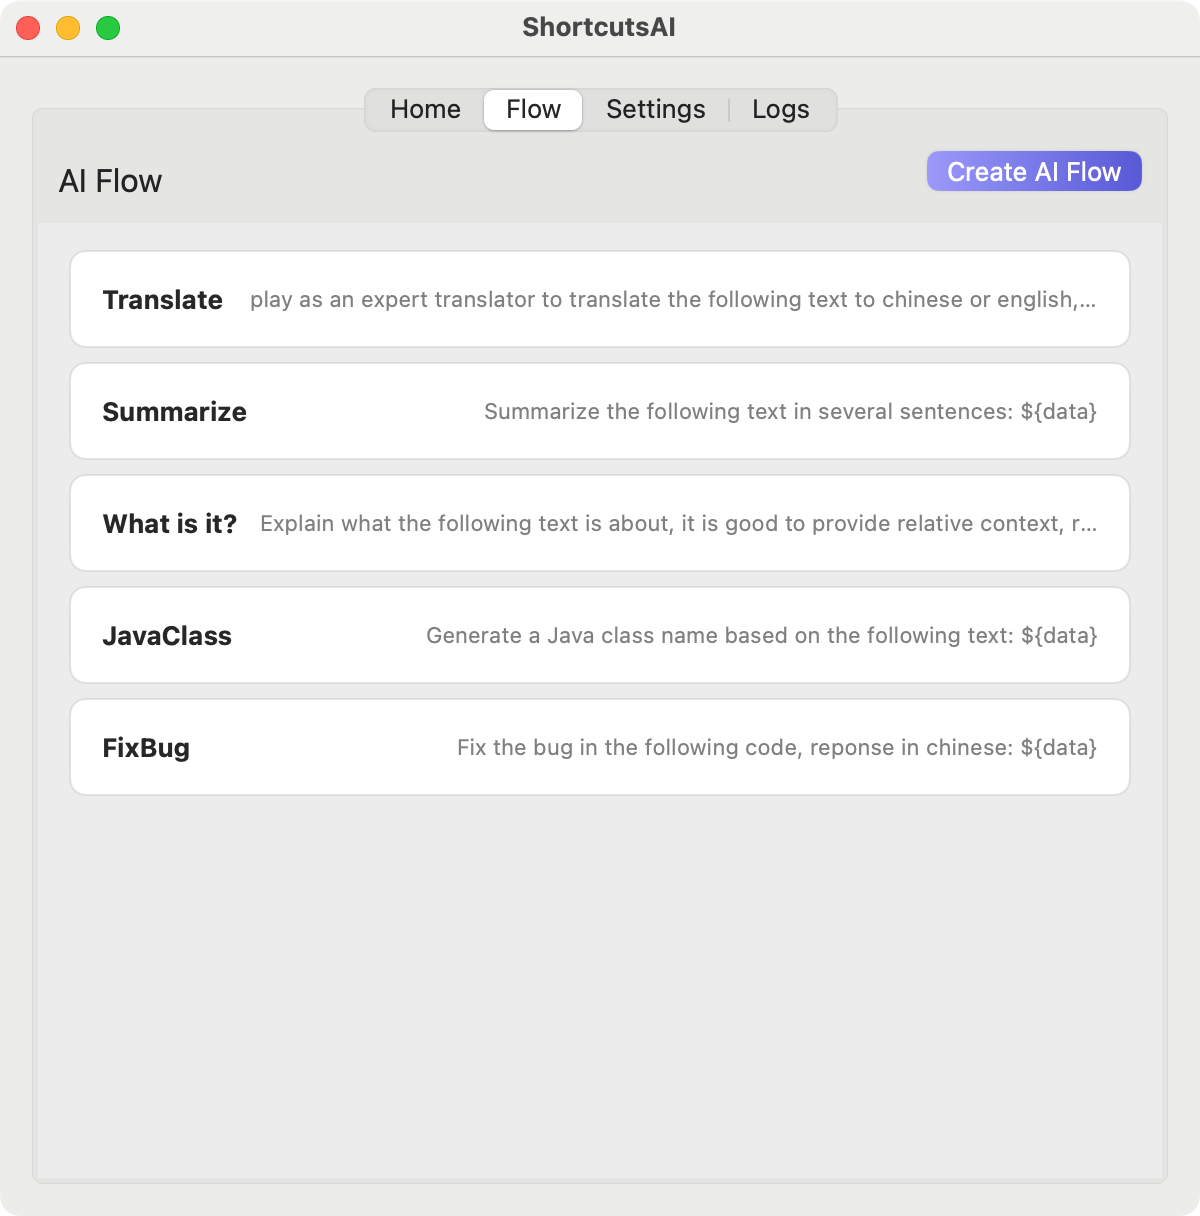 ShortcutsAI
Home Flow Settings Logs
AI Flow
Create AI Flow
Translate play as an expert translator to translate the following text to chinese or english,...
Summarize Summarize the following text in several sentences: ${data}
What is it? Explain what the following text is about, it is good to provide relative context, r...
JavaClass Generate a Java class name based on the following text: ${data}
FixBug Fix the bug in the following code, reponse in chinese: ${data}